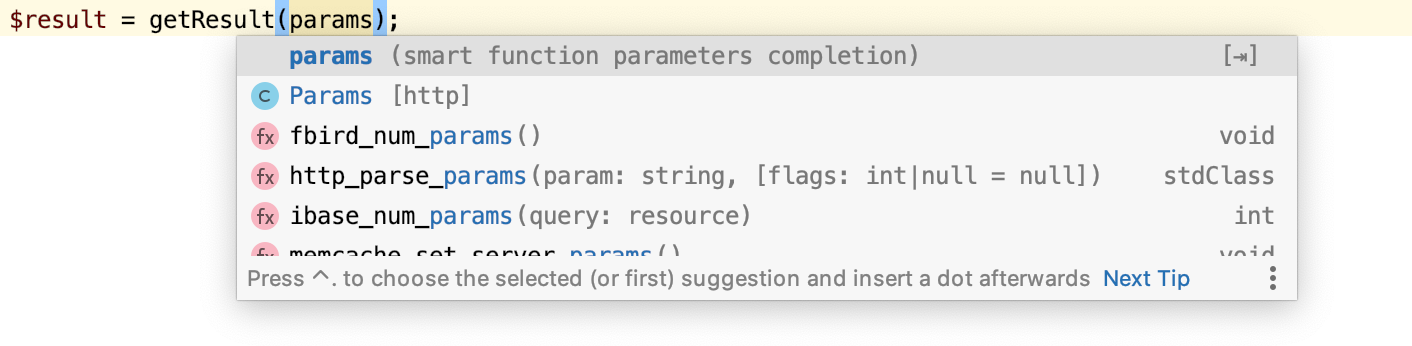 $result = getResult(params);
params (smart function parameters completion) [⇥]
C Params [http]
fx fbird_num_params() void
fx http_parse_params(param: string, [flags: int|null = null]) stdClass
fx ibase_num_params(query: resource) int
fx memcache_set_server_params() void
Press ^. to choose the selected (or first) suggestion and insert a dot afterwards Next Tip